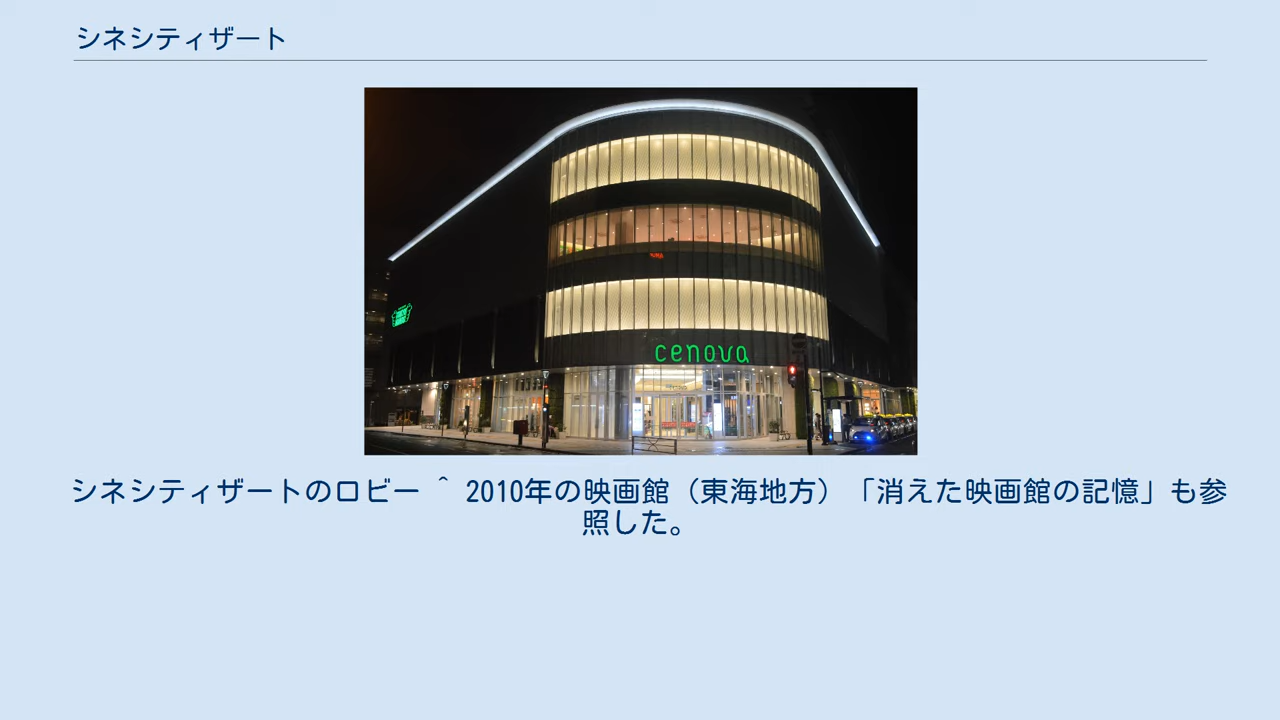 シネシティザート
cenova
シネシティザートのロビー ^ 2010年の映画館（東海地方）「消えた映画館の記憶」も参
照した。